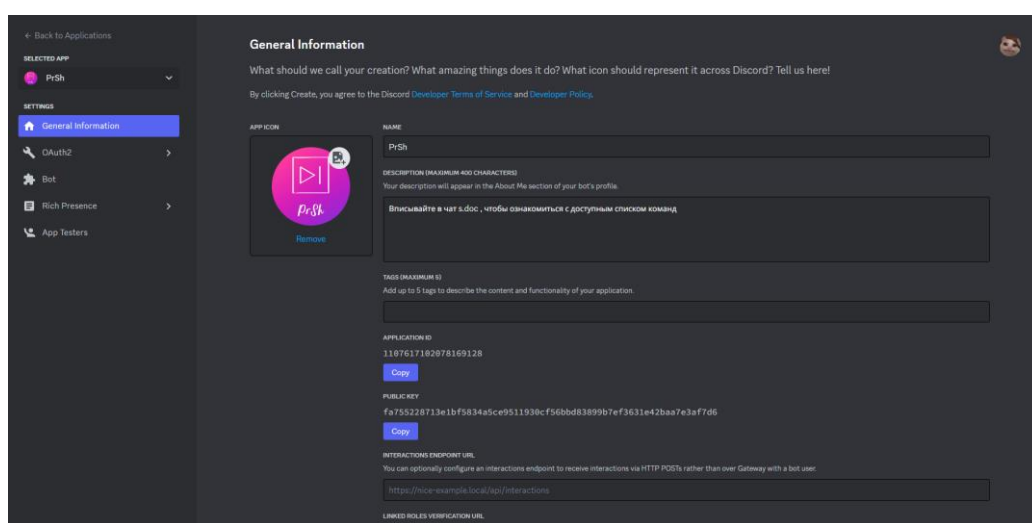 ← Back to Applications
SELECTED APP
PrSh
SETTINGS
General Information
OAuth2
Bot
Rich Presence
App Testers
General Information
What should we call your creation? What amazing things does it do? What icon should represent it across Discord? Tell us here!
By clicking Create, you agree to the Discord Developer Terms of Service and Developer Policy.
APP ICON
PrSh
Remove
NAME
PrSh
DESCRIPTION (MAXIMUM 400 CHARACTERS)
Your description will appear in the About Me section of your bot's profile.
Вписывайте в чат s.doc , чтобы ознакомиться с доступным списком команд
TAGS (MAXIMUM 5)
Add up to 5 tags to describe the content and functionality of your application.
APPLICATION ID
1107617102078169128
Copy
PUBLIC KEY
fa755228713e1bf5834a5ce9511930cf56bbd83899b7ef3631e42baa7e3af7d6
Copy
INTERACTIONS ENDPOINT URL
You can optionally configure an interactions endpoint to receive interactions via HTTP POSTs rather than over Gateway with a bot user.
https://nice-example.local/api/interactions
LINKED ROLES VERIFICATION URL